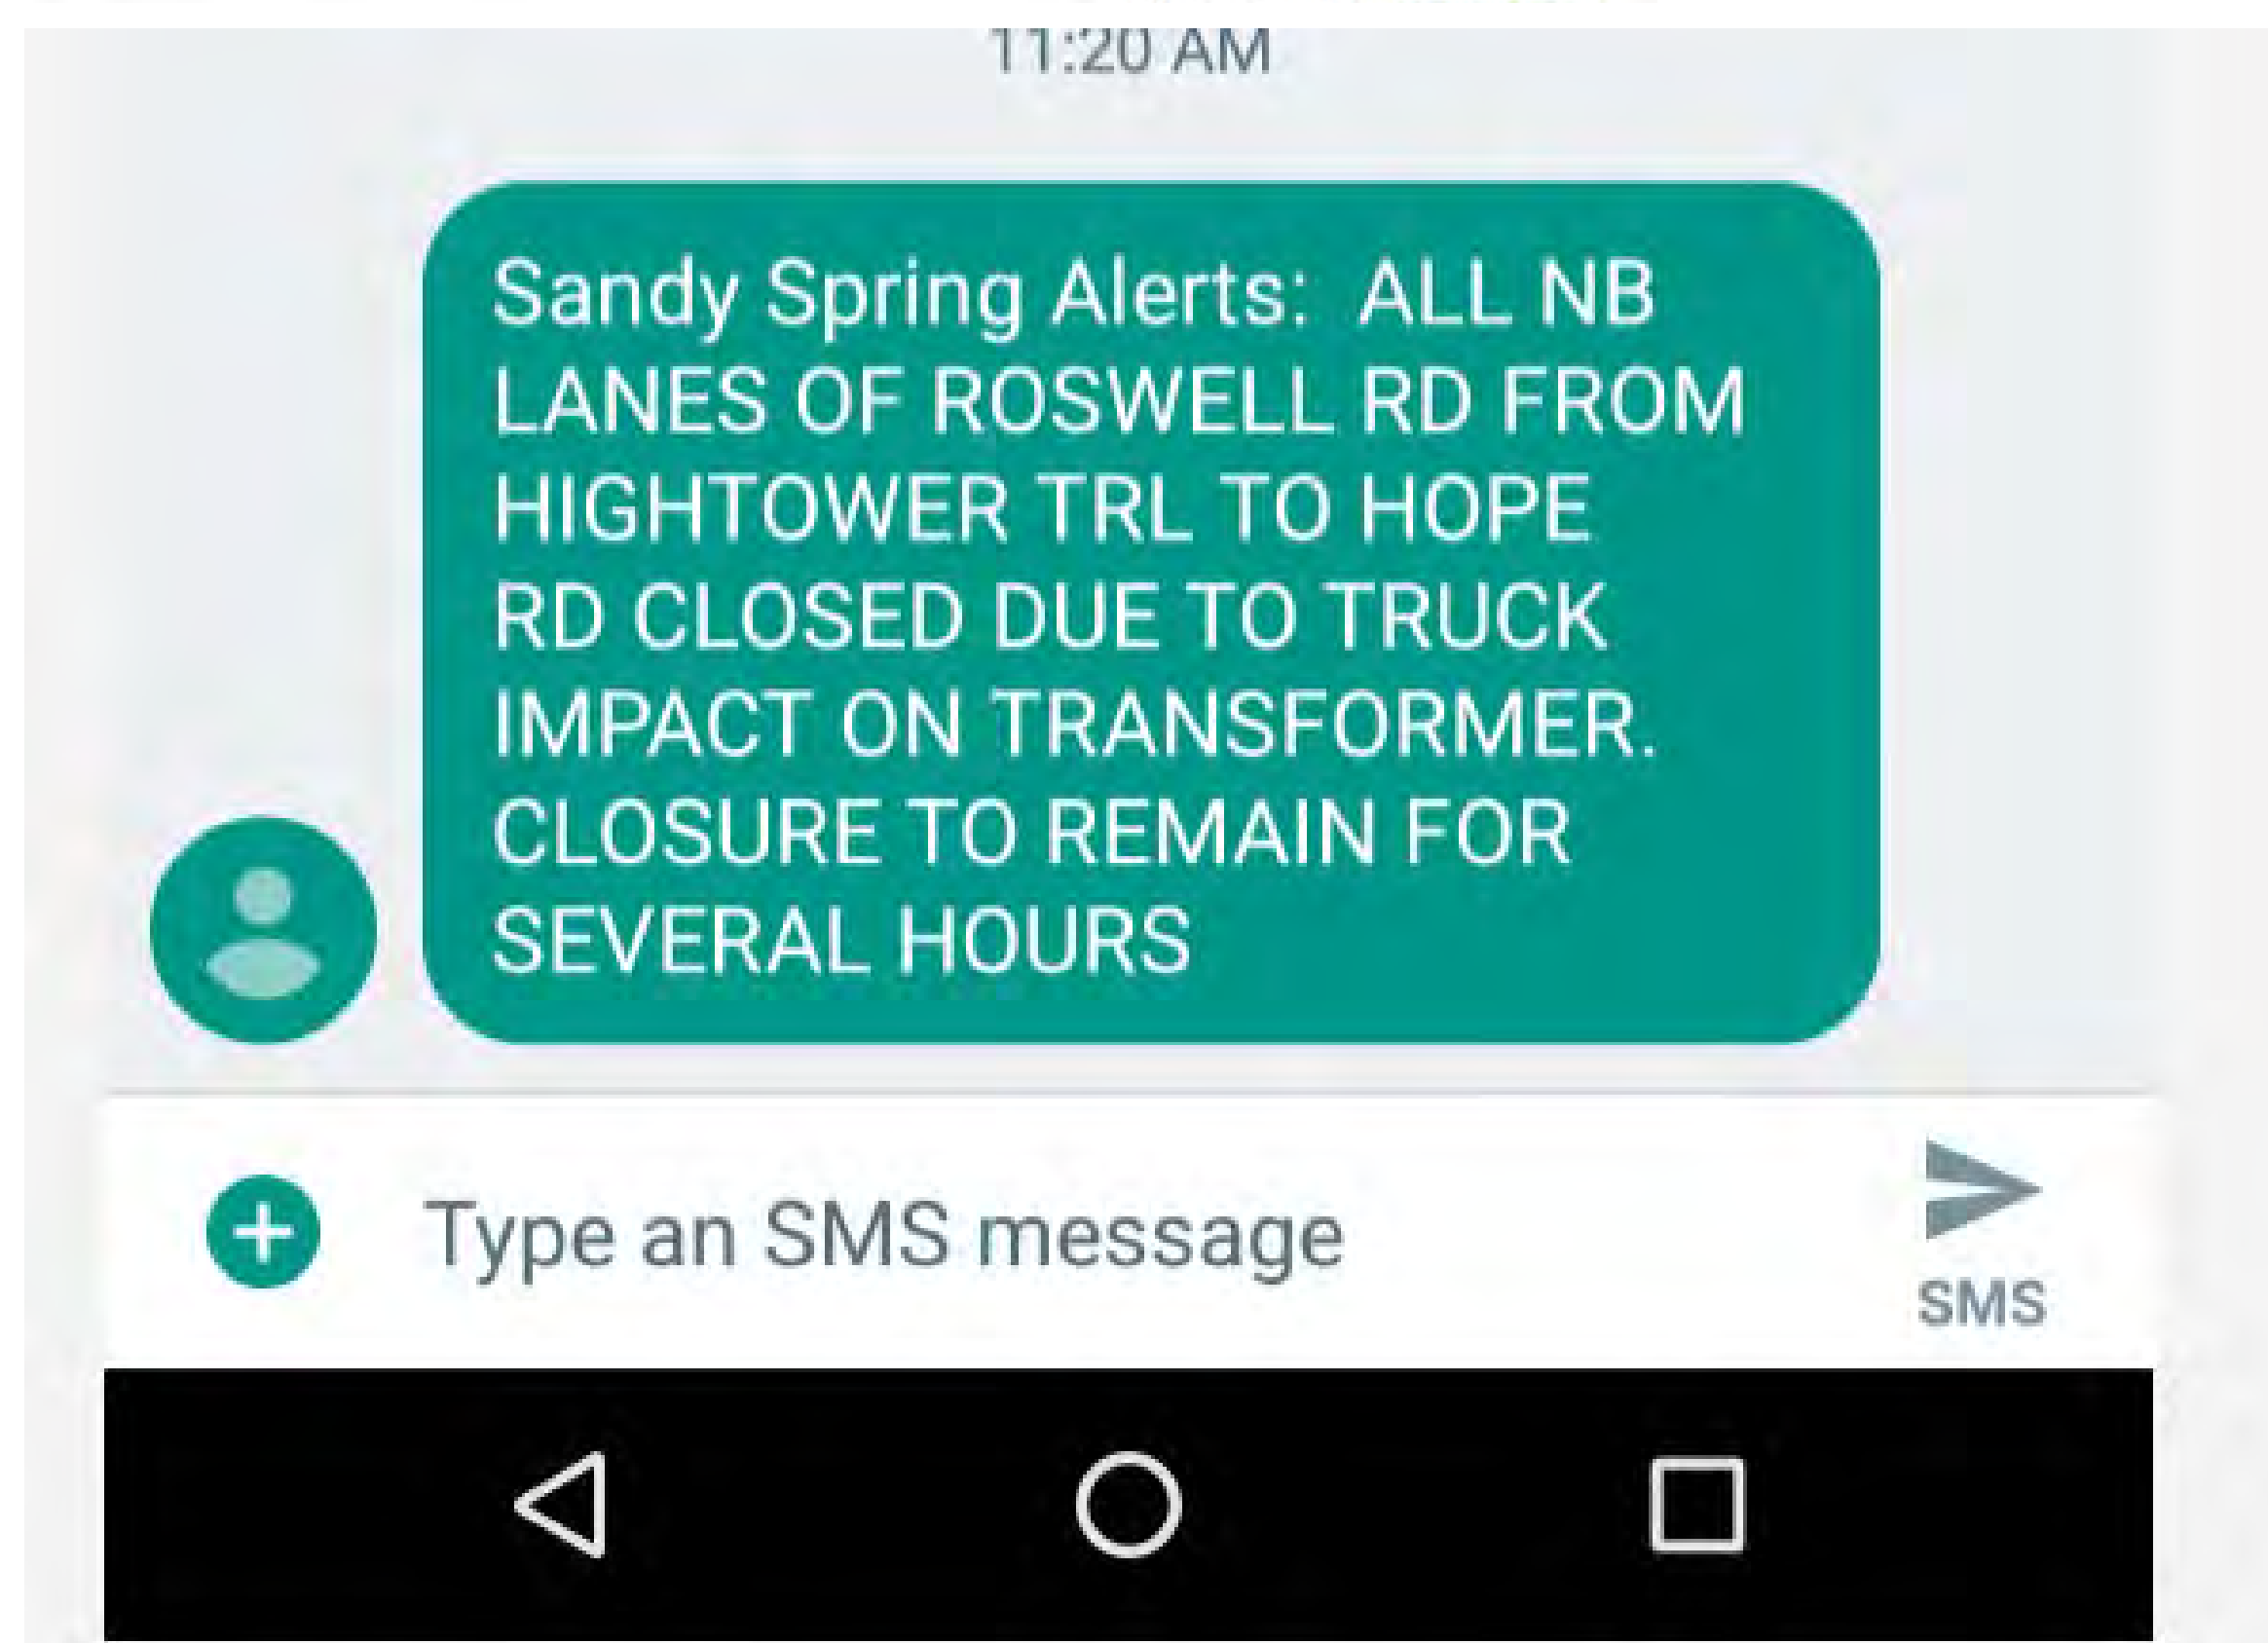 11:20 AM
Sandy Spring Alerts:  ALL NB
LANES OF ROSWELL RD FROM
HIGHTOWER TRL TO HOPE
RD CLOSED DUE TO TRUCK
IMPACT ON TRANSFORMER.
CLOSURE TO REMAIN FOR
SEVERAL HOURS
Type an SMS message
SMS